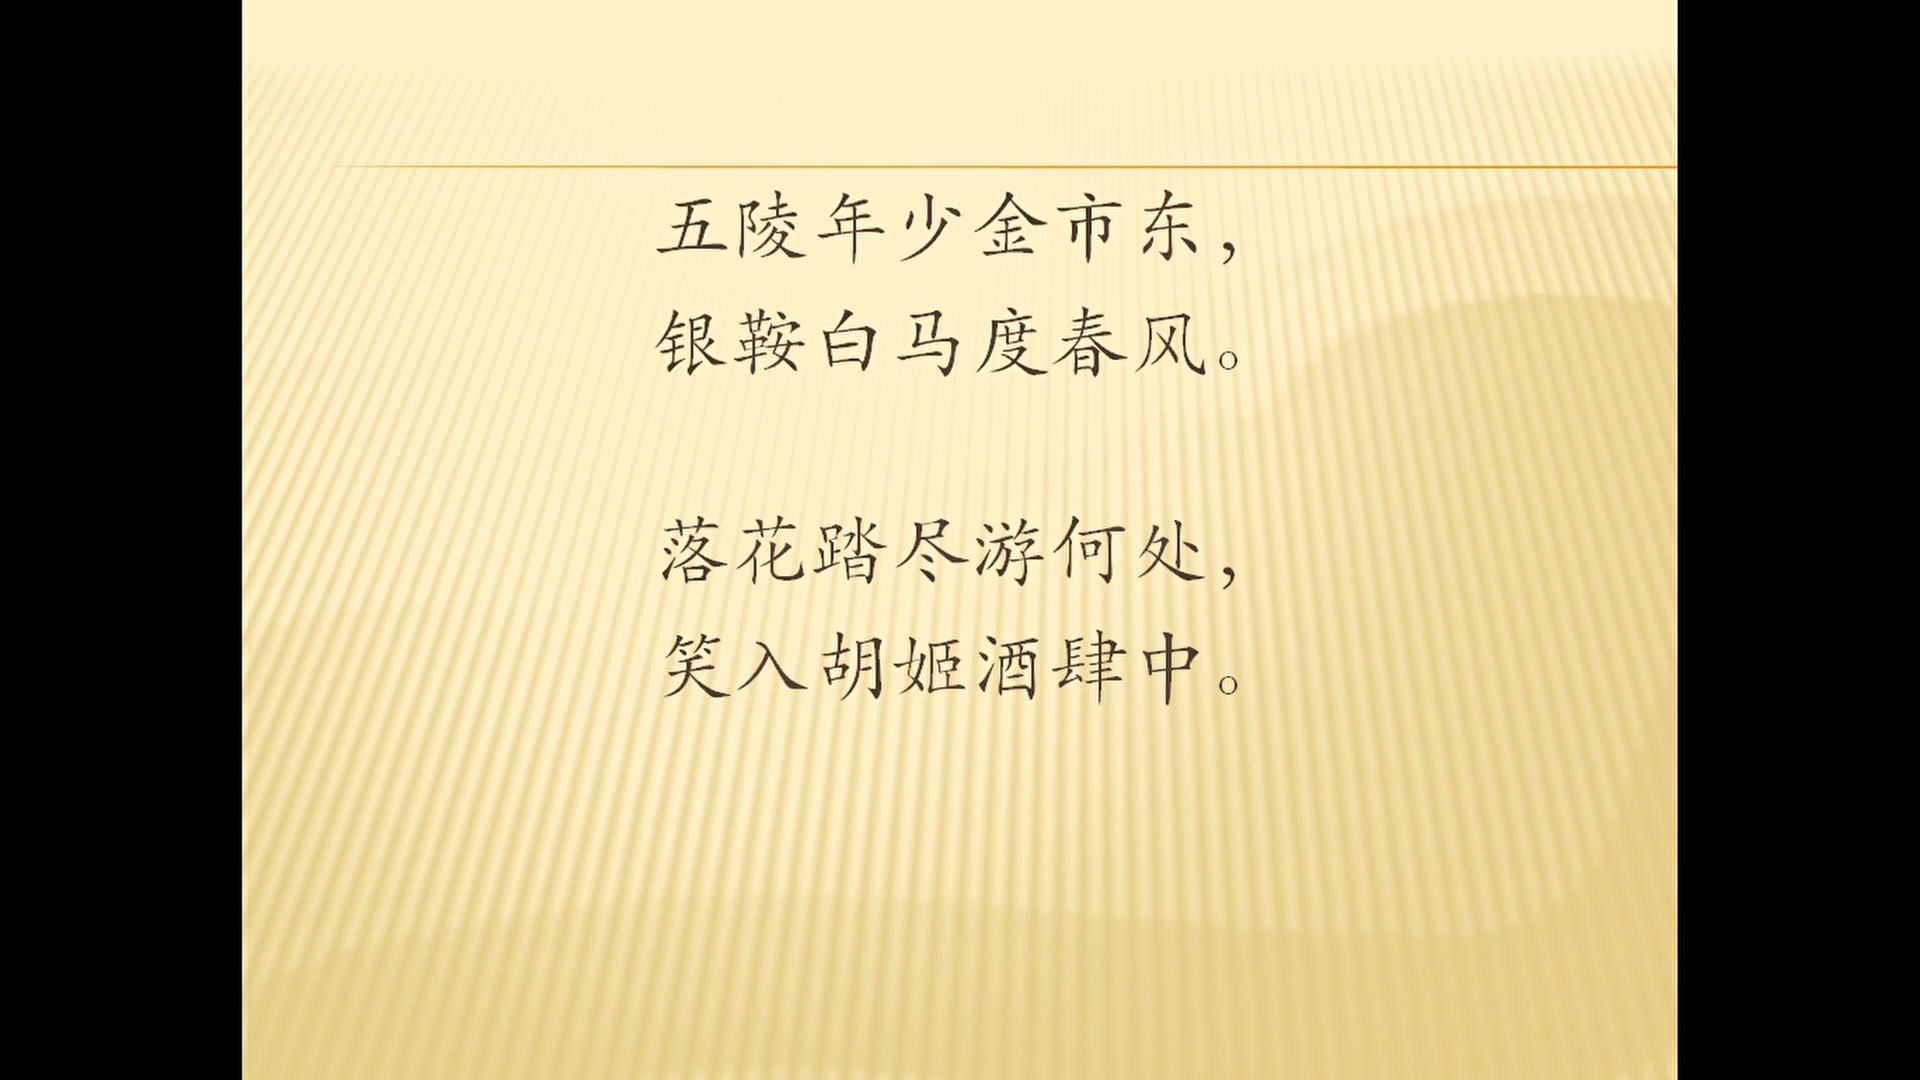 五陵年少金市东，
银鞍白马度春风。
落花踏尽游何处，
笑入胡姬酒肆中。